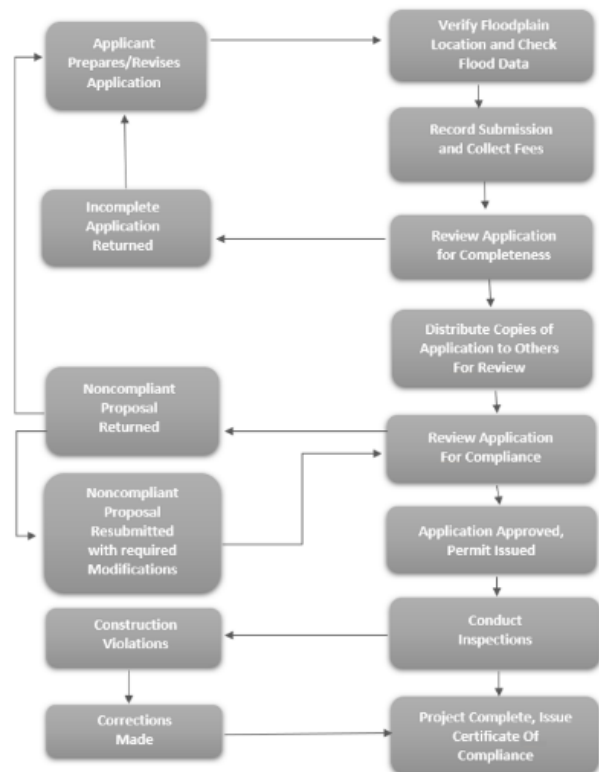 Applicant
Prepares/Revises
Application
Verify Floodplain
Location and Check
Flood Data
Record Submission
and Collect Fees
Incomplete
Application
Returned
Review Application
for Completeness
Distribute Copies of
Application to Others
For Review
Noncompliant
Proposal
Returned
Review Application
For Compliance
Noncompliant
Proposal
Resubmitted
with required
Modifications
Application Approved,
Permit Issued
Construction
Violations
Conduct
Inspections
Corrections
Made
Project Complete, Issue
Certificate Of
Compliance